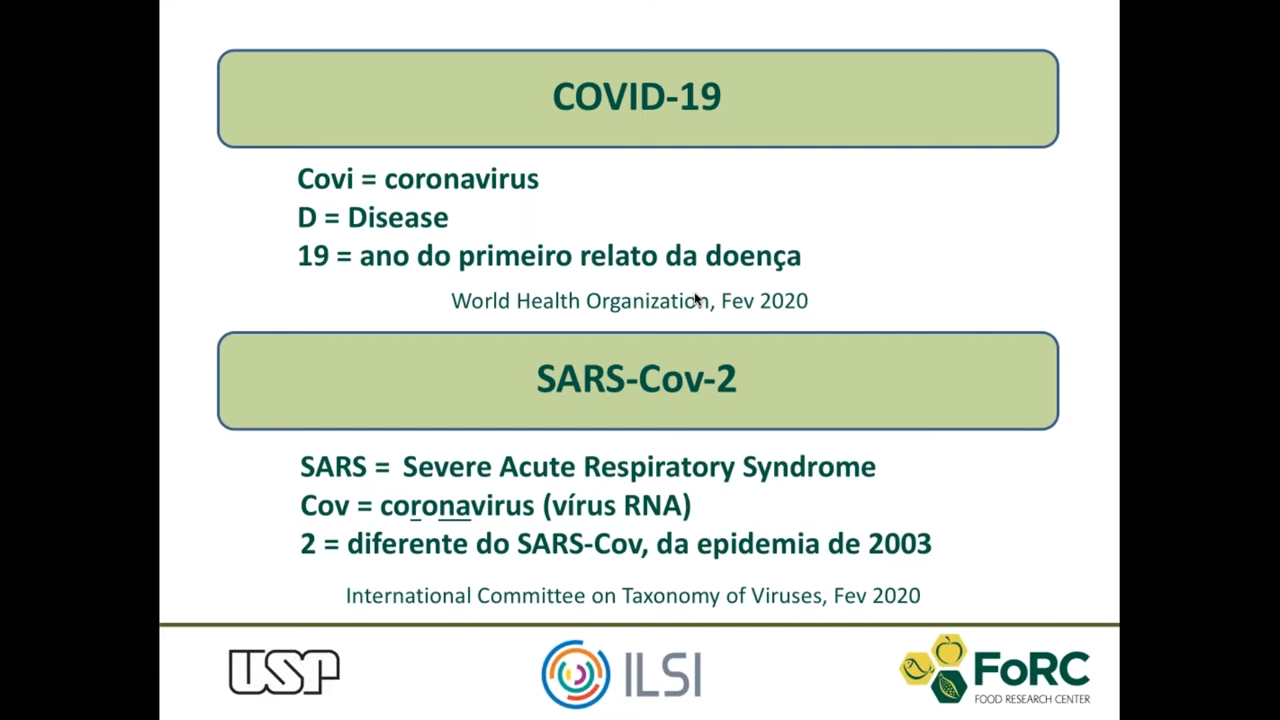 COVID-19
Covi = coronavirus
D = Disease
19 = ano do primeiro relato da doença
World Health Organization, Fev 2020
SARS-Cov-2
SARS = Severe Acute Respiratory Syndrome
Cov = coronavirus (vírus RNA)
2 = diferente do SARS-Cov, da epidemia de 2003
International Committee on Taxonomy of Viruses, Fev 2020
USP
ILSI
FoRC
FOOD RESEARCH CENTER